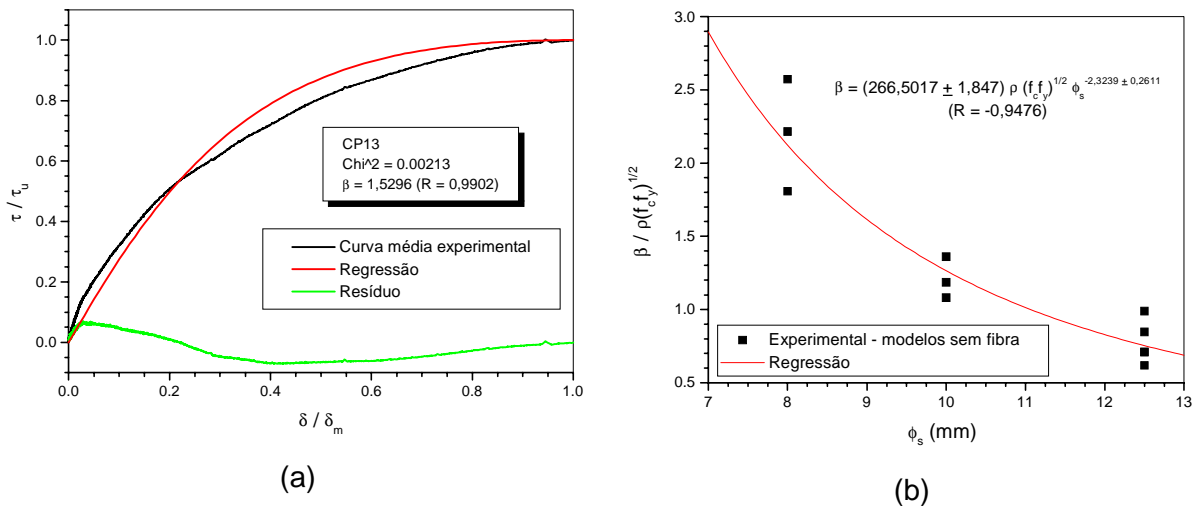 1.0
0.8
0.6
0.4
0.2
0.0
0.0 0.2 0.4 0.6 0.8 1.0
τ / τu
δ / δm
CP13
Chi^2 = 0.00213
β = 1,5296 (R = 0,9902)
Curva média experimental
Regressão
Resíduo
(a)
3.0
2.5
2.0
1.5
1.0
0.5
7 8 9 10 11 12 13
β / ρ(fcfy)1/2
ϕs (mm)
β = (266,5017 ± 1,847) ρ (fcfy)1/2 ϕs-2,3239 ± 0,2611
(R = -0,9476)
Experimental - modelos sem fibra
Regressão
(b)